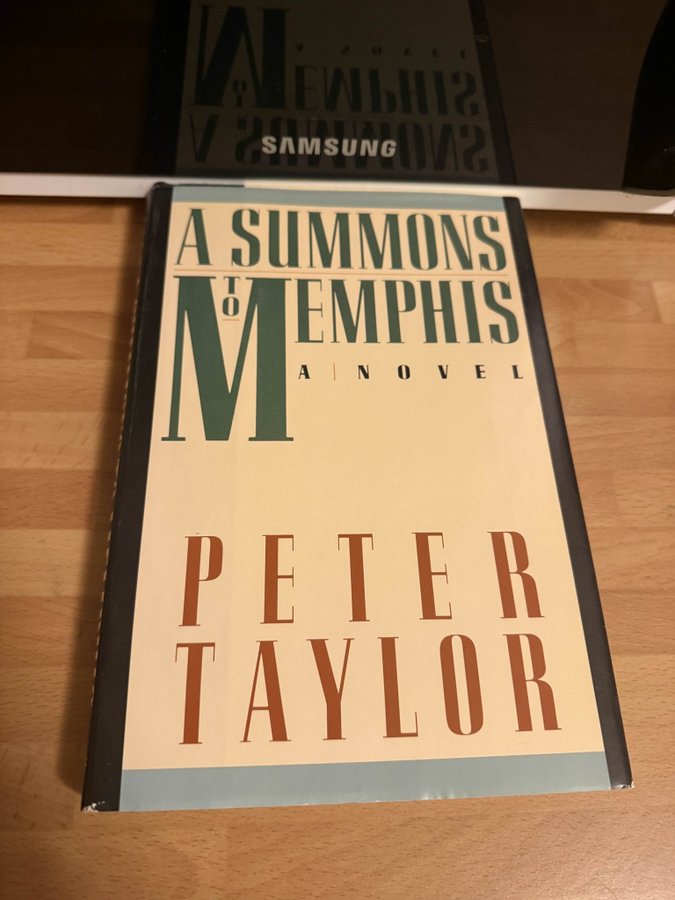 SAMSUNG
A SUMMONS
TO
MEMPHIS
A | NOVEL
PETER
TAYLOR